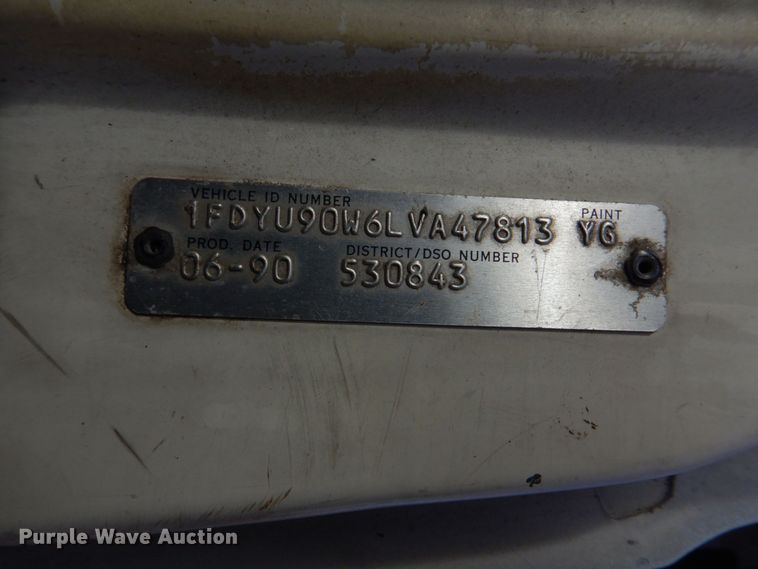 VEHICLE ID NUMBER PAINT
1FDYU90W6LVA47813 YG
PROD. DATE DISTRICT/DSO NUMBER
06-90 530843
Purple Wave Auction